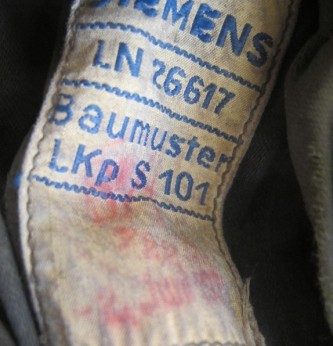 SIEMENS
LN 26617
Baumuster
LKp S 101